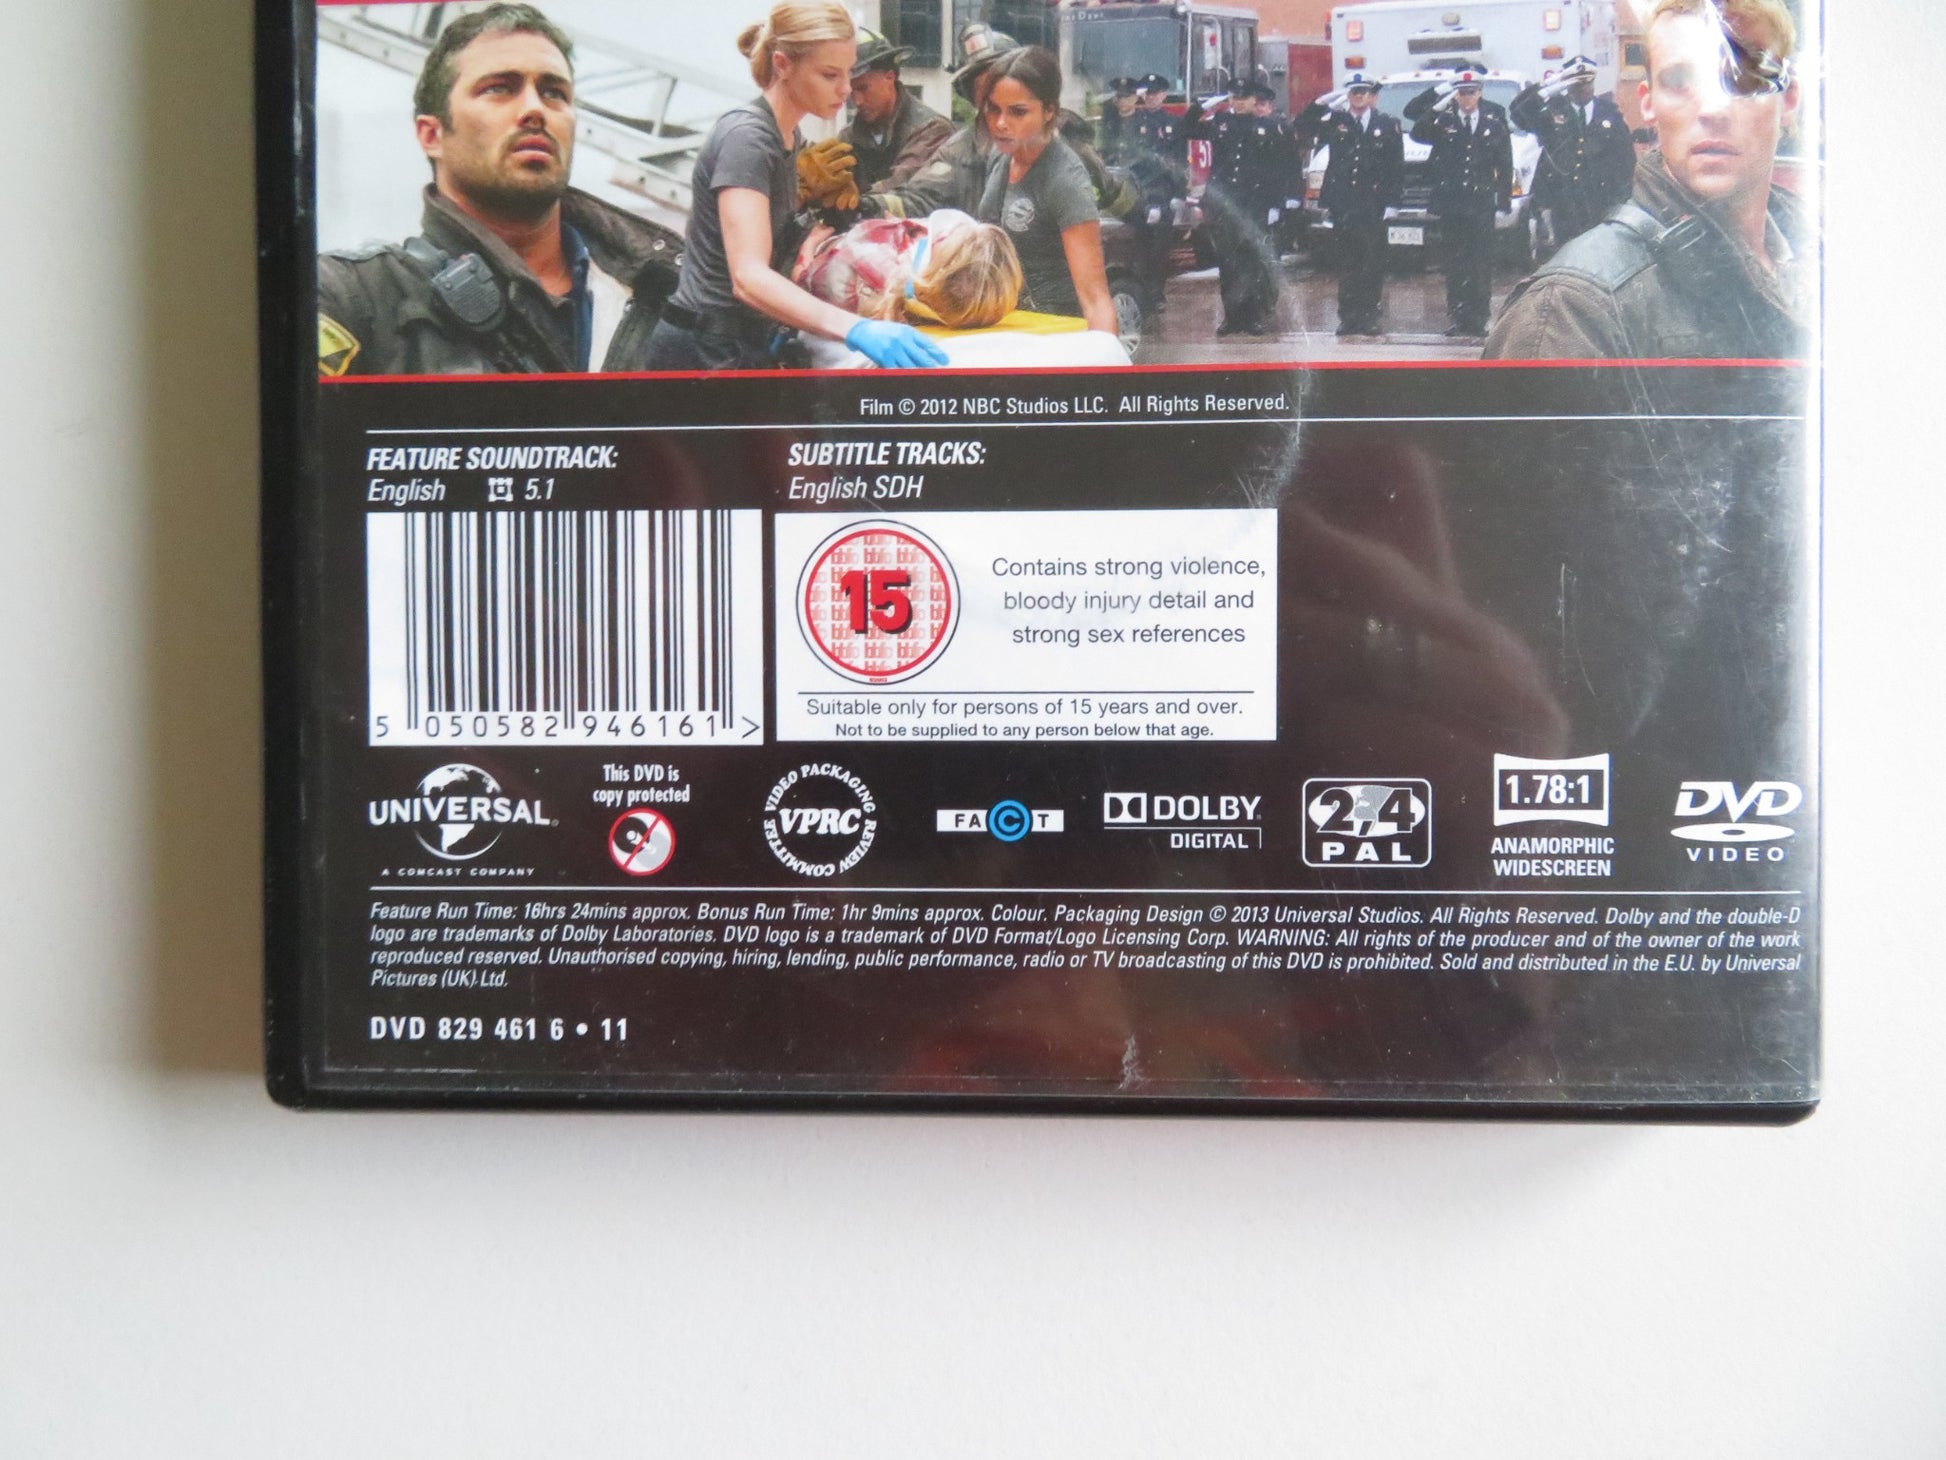 51
Film © 2012 NBC Studios LLC. All Rights Reserved.
FEATURE SOUNDTRACK:
English 5.1
SUBTITLE TRACKS:
English SDH
5 050582 946161 >
15
Contains strong violence,
bloody injury detail and
strong sex references
Suitable only for persons of 15 years and over.
Not to be supplied to any person below that age.
UNIVERSAL
A COMCAST COMPANY
This DVD is
copy protected
VIDEO PACKAGING REVIEW COMMITTEE
VPRC
FACT
DOLBY
DIGITAL
2,4
PAL
1.78:1
ANAMORPHIC
WIDESCREEN
DVD
VIDEO
Feature Run Time: 16hrs 24mins approx. Bonus Run Time: 1hr 9mins approx. Colour. Packaging Design © 2013 Universal Studios. All Rights Reserved. Dolby and the double-D
logo are trademarks of Dolby Laboratories. DVD logo is a trademark of DVD Format/Logo Licensing Corp. WARNING: All rights of the producer and of the owner of the work
reproduced reserved. Unauthorised copying, hiring, lending, public performance, radio or TV broadcasting of this DVD is prohibited. Sold and distributed in the E.U. by Universal
Pictures (UK) Ltd.
DVD 829 461 6 • 11